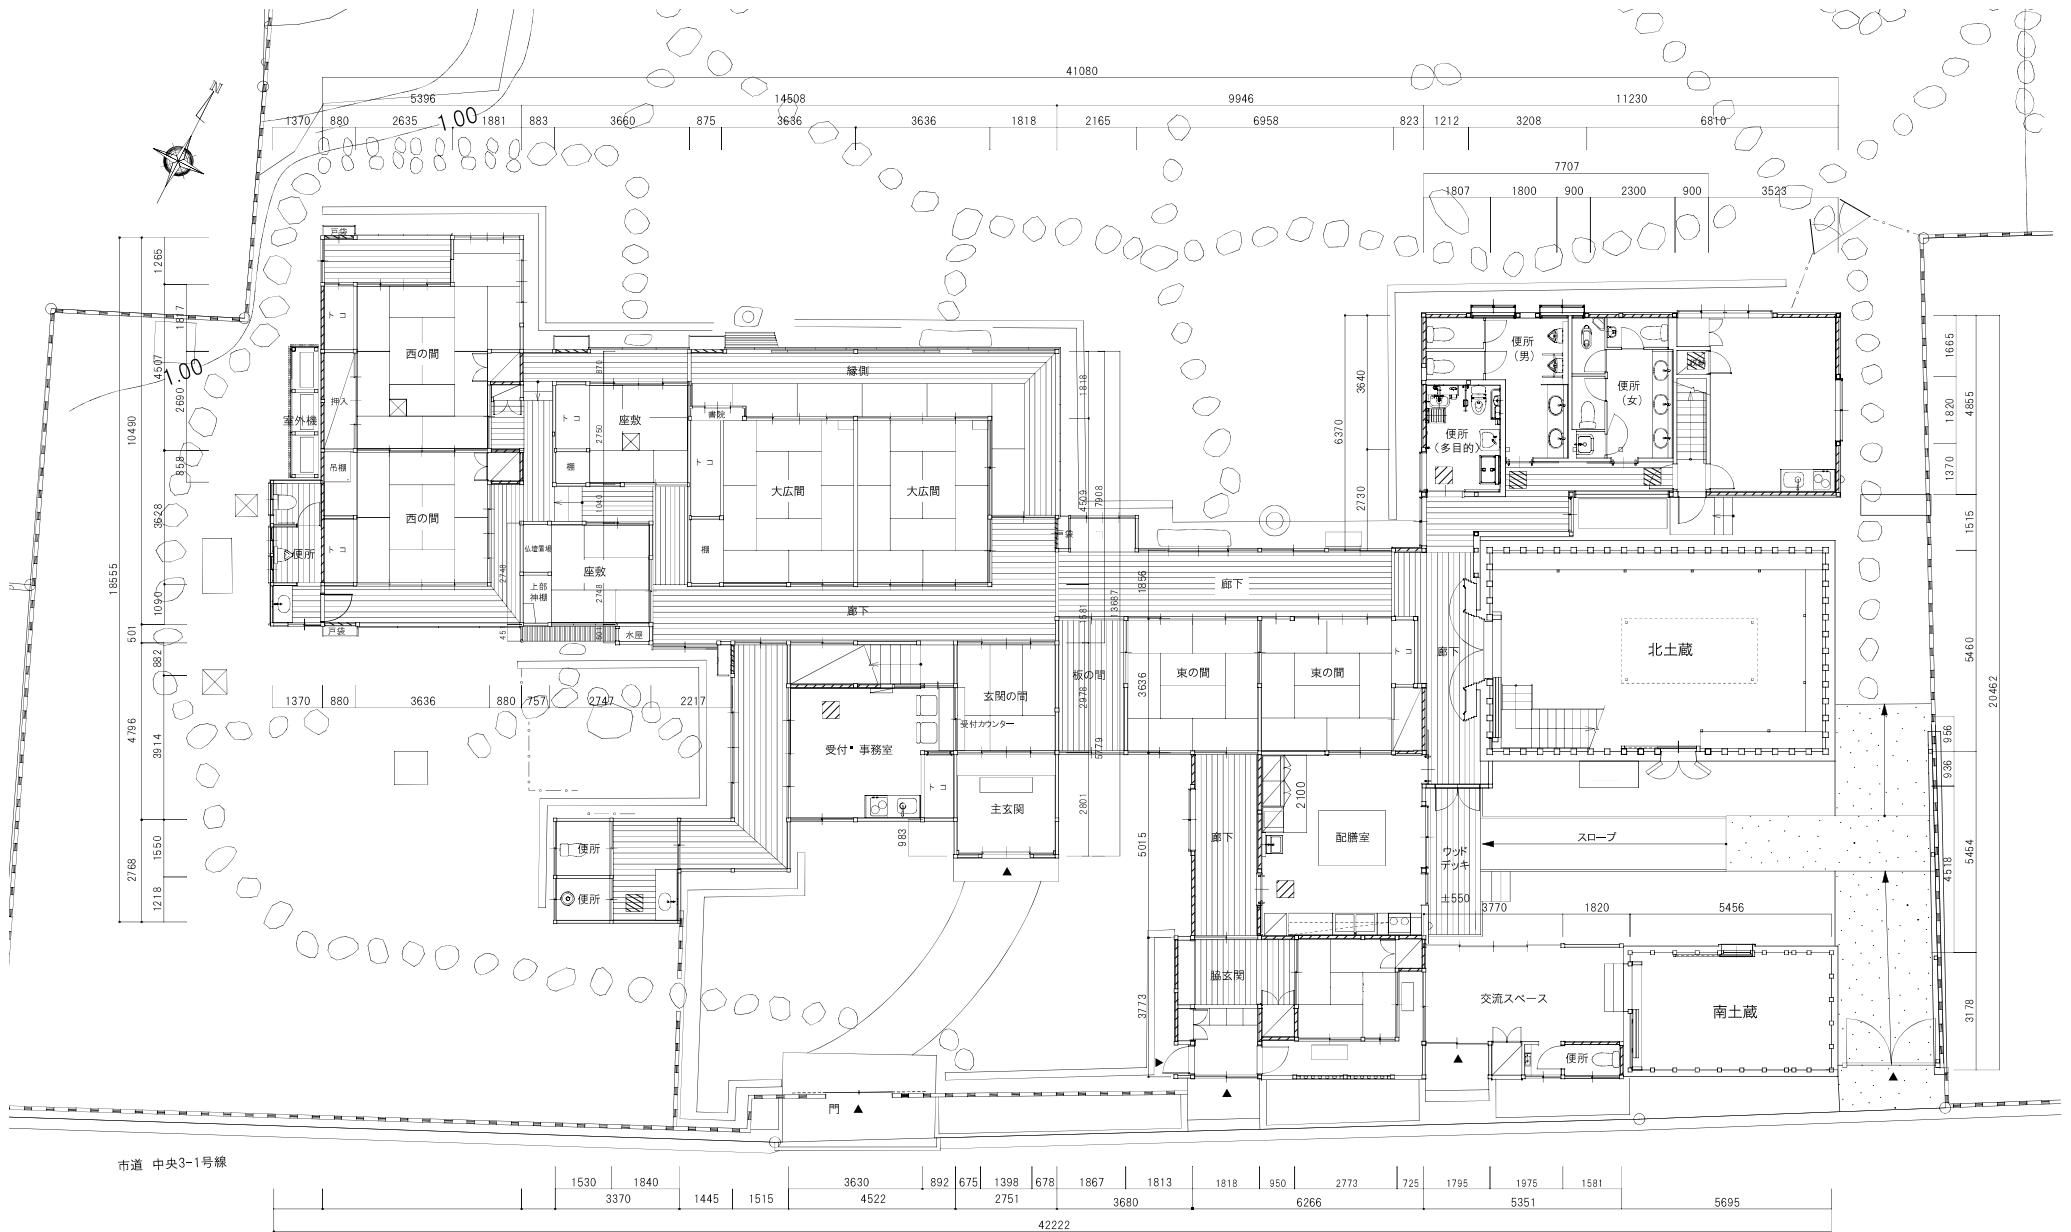 N
41080
5396 14508 9946 11230
1370 880 2635 1881 883 3660 875 3636 3636 1818 2165 6958 823 1212 3208 6810
1.00
7707
1807 1800 900 2300 900 3523
戸袋
西の間
押入
室外機
1.00
吊棚
西の間
便所
戸袋
縁側
座敷
棚
書院
大広間
大広間
棚
仏壇置場
座敷
上部
神棚
水屋
廊下
廊下
便所
(男)
便所
(女)
便所
(多目的)
北土蔵
廊下
玄関の間
板の間
東の間
東の間
受付カウンター
受付・事務室
主玄関
便所
便所
廊下
配膳室
ウッド
デッキ
±550
スロープ
脇玄関
交流スペース
南土蔵
便所
門
18555
10490
501
4796
2768
1265
1817
4507
2690
858
3628
1090
501
882
3914
1550
1218
870
2750
1040
2748
2748
45
1818
4509
7908
1581
13687
2978
5779
2801
1856
3636
983
5015
3773
2100
6370
3640
2730
1665
1820
1370
4855
1515
5460
20462
956
936
4518
5454
3178
1370 880 3636 880 757 2747 2217
3770 1820 5456
市道 中央3-1号線
1530 1840 3630 892 675 1398 678 1867 1813 1818 950 2773 725 1795 1975 1581
3370 1445 1515 4522 2751 3680 6266 5351 5695
42222